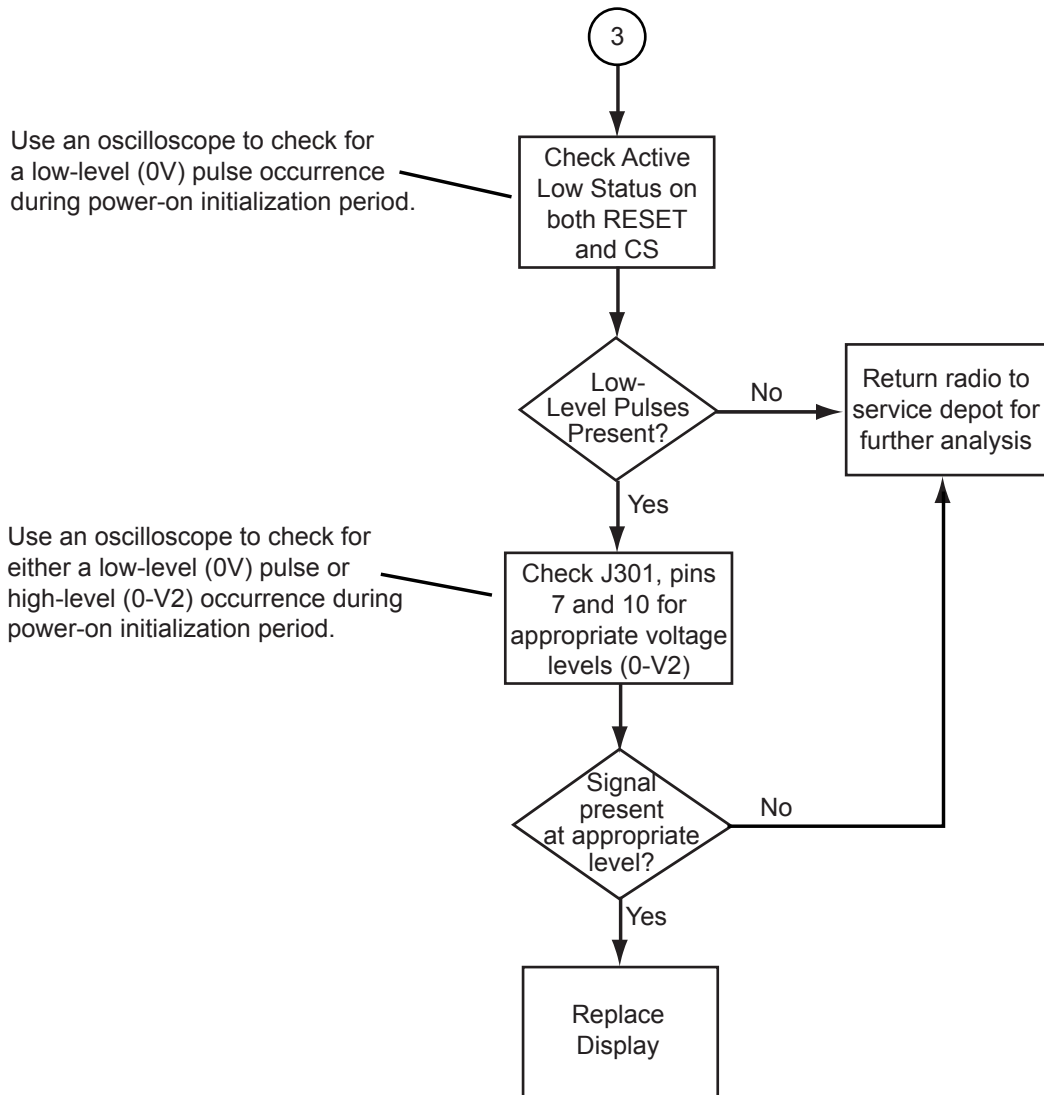 3
Use an oscilloscope to check for
a low-level (0V) pulse occurrence
during power-on initialization period.
Check Active
Low Status on
both RESET
and CS
Low-
Level Pulses
Present?
No
Return radio to
service depot for
further analysis
Yes
Use an oscilloscope to check for
either a low-level (0V) pulse or
high-level (0-V2) occurrence during
power-on initialization period.
Check J301, pins
7 and 10 for
appropriate voltage
levels (0-V2)
Signal
present
at appropriate
level?
No
Yes
Replace
Display